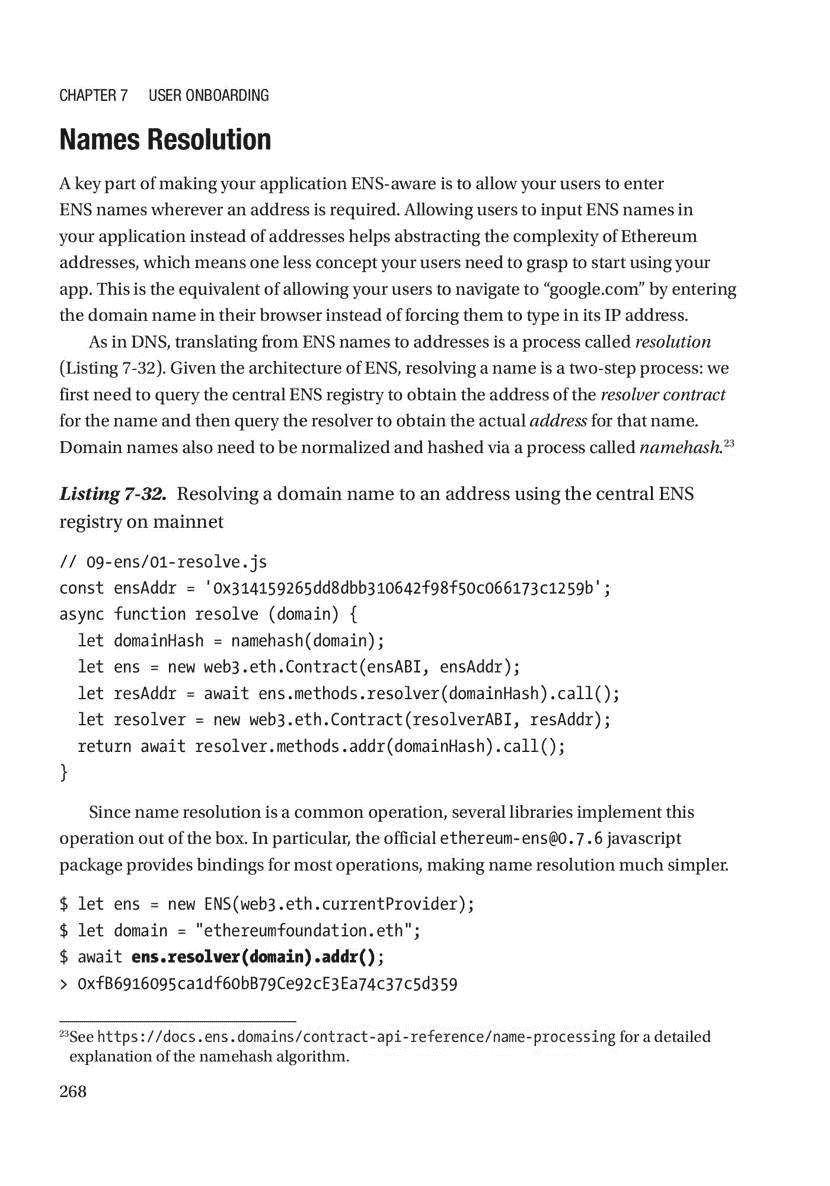 CHAPTER 7 USER ONBOARDING
Names Resolution
A key part of making your application ENS-aware is to allow your users to enter
ENS names wherever an address is required. Allowing users to input ENS names in
your application instead of addresses helps abstracting the complexity of Ethereum
addresses, which means one less concept your users need to grasp to start using your
app. This is the equivalent of allowing your users to navigate to “google.com” by entering
the domain name in their browser instead of forcing them to type in its IP address.
As in DNS, translating from ENS names to addresses is a process called resolution
(Listing 7-32). Given the architecture of ENS, resolving a name is a two-step process: we
first need to query the central ENS registry to obtain the address of the resolver contract
for the name and then query the resolver to obtain the actual address for that name.
Domain names also need to be normalized and hashed via a process called namehash.23
Listing 7-32. Resolving a domain name to an address using the central ENS
registry on mainnet
// 09-ens/01-resolve.js
const ensAddr = '0x314159265dd8dbb310642f98f50c066173c1259b';
async function resolve (domain) {
  let domainHash = namehash(domain);
  let ens = new web3.eth.Contract(ensABI, ensAddr);
  let resAddr = await ens.methods.resolver(domainHash).call();
  let resolver = new web3.eth.Contract(resolverABI, resAddr);
  return await resolver.methods.addr(domainHash).call();
}
Since name resolution is a common operation, several libraries implement this
operation out of the box. In particular, the official ethereum-ens@0.7.6 javascript
package provides bindings for most operations, making name resolution much simpler.
$ let ens = new ENS(web3.eth.currentProvider);
$ let domain = "ethereumfoundation.eth";
$ await ens.resolver(domain).addr();
> 0xfB6916095ca1df60bB79Ce92cE3Ea74c37c5d359
23See https://docs.ens.domains/contract-api-reference/name-processing for a detailed
explanation of the namehash algorithm.
268